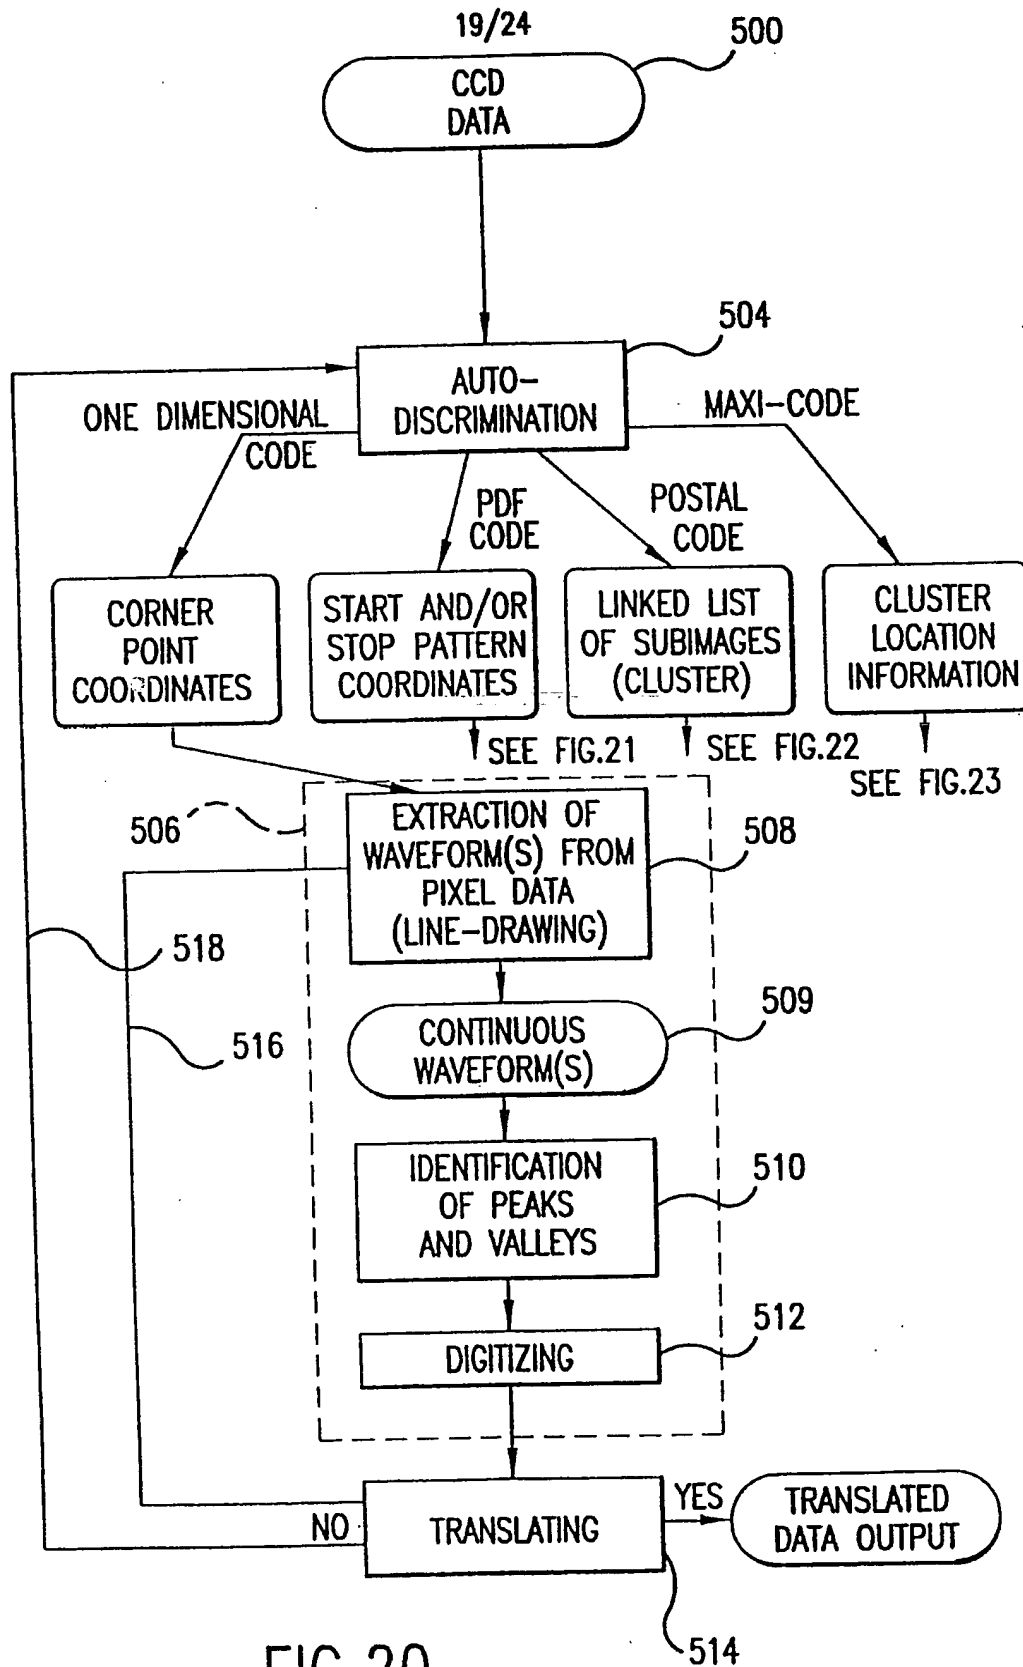 19/24
500
CCD
DATA
504
AUTO-
DISCRIMINATION
ONE DIMENSIONAL
CODE
MAXI-CODE
PDF
CODE
POSTAL
CODE
CORNER
POINT
COORDINATES
START AND/OR
STOP PATTERN
COORDINATES
LINKED LIST
OF SUBIMAGES
(CLUSTER)
CLUSTER
LOCATION
INFORMATION
SEE FIG.21
SEE FIG.22
SEE FIG.23
506
EXTRACTION OF
WAVEFORM(S) FROM
PIXEL DATA
(LINE-DRAWING)
508
518
516
CONTINUOUS
WAVEFORM(S)
509
IDENTIFICATION
OF PEAKS
AND VALLEYS
510
DIGITIZING
512
NO
TRANSLATING
YES
TRANSLATED
DATA OUTPUT
514
FIG.20